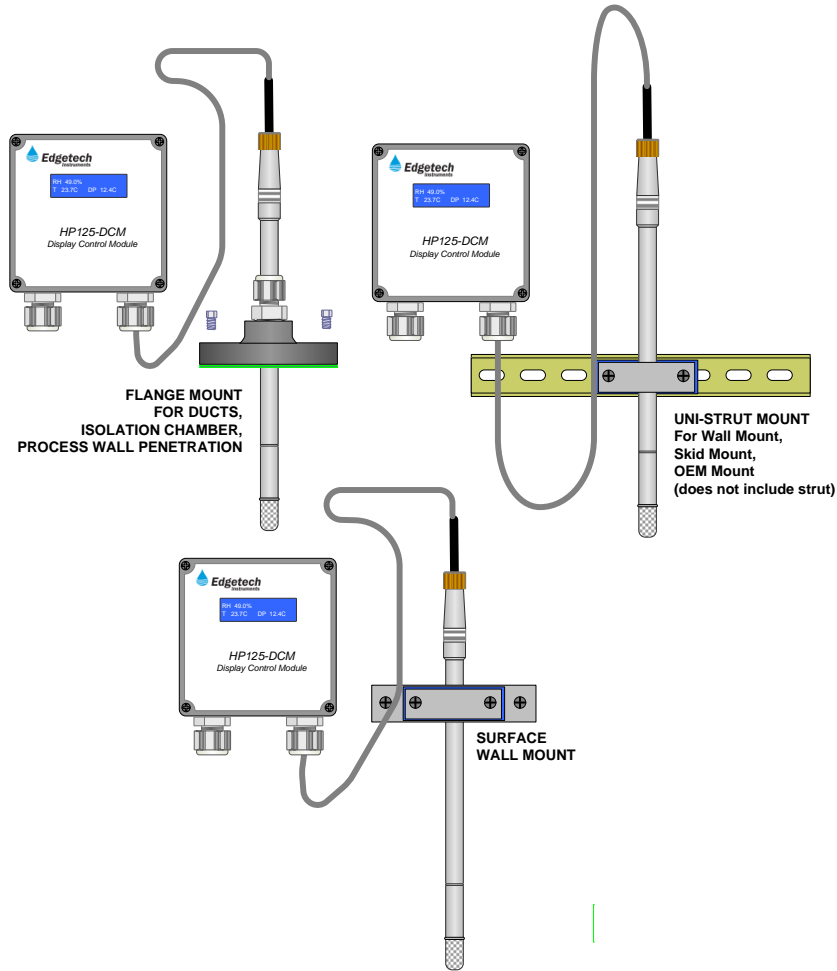 Edgetech
Instruments
RH 49.0%
T 23.7C DP 12.4C
HP125-DCM
Display Control Module
FLANGE MOUNT
FOR DUCTS,
ISOLATION CHAMBER,
PROCESS WALL PENETRATION
Edgetech
Instruments
RH 49.0%
T 23.7C DP 12.4C
HP125-DCM
Display Control Module
UNI-STRUT MOUNT
For Wall Mount,
Skid Mount,
OEM Mount
(does not include strut)
Edgetech
Instruments
RH 49.0%
T 23.7C DP 12.4C
HP125-DCM
Display Control Module
SURFACE
WALL MOUNT